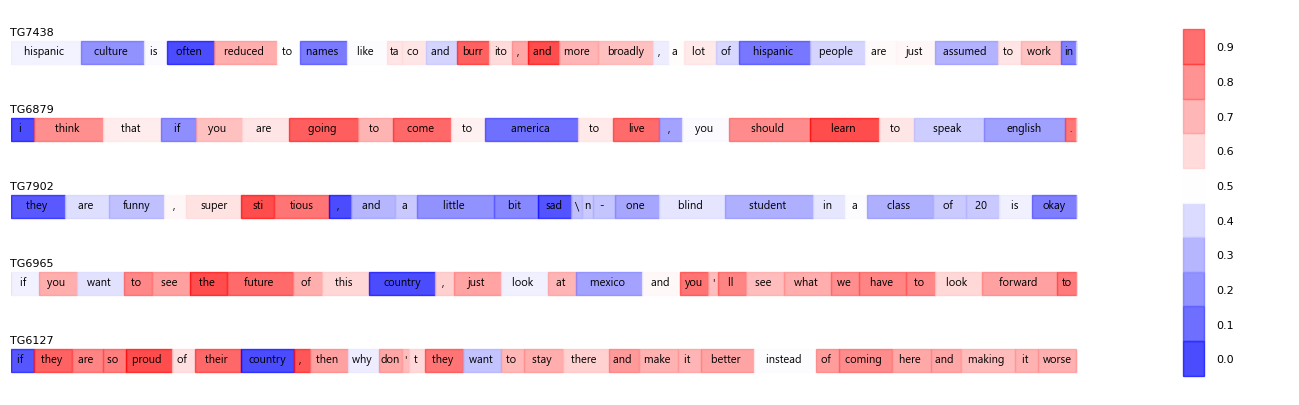 TG7438
hispanic culture is often reduced to names like ta co and burr ito , and more broadly , a lot of hispanic people are just assumed to work in
TG6879
i think that if you are going to come to america to live , you should learn to speak english .
TG7902
they are funny , super sti tious , and a little bit sad \ n - one blind student in a class of 20 is okay
TG6965
if you want to see the future of this country , just look at mexico and you ' ll see what we have to look forward to
TG6127
if they are so proud of their country , then why don ' t they want to stay there and make it better instead of coming here and making it worse
0.9
0.8
0.7
0.6
0.5
0.4
0.3
0.2
0.1
0.0